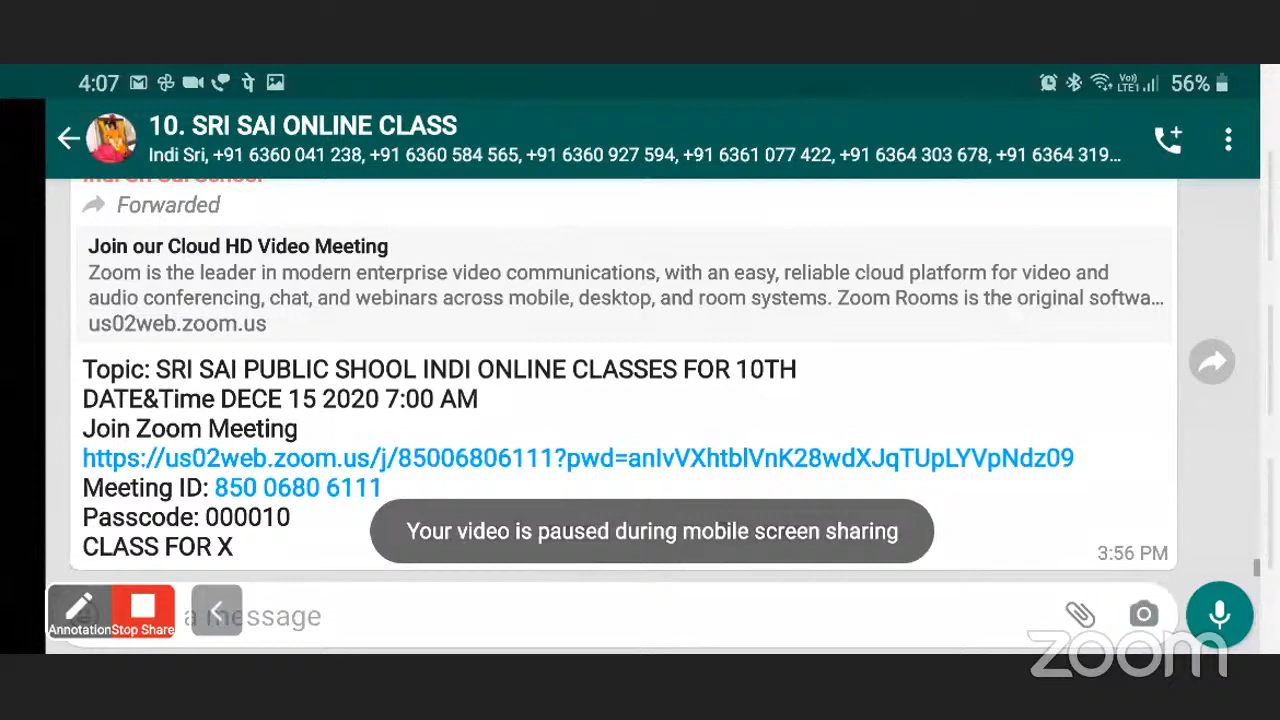 4:07
56%
10. SRI SAI ONLINE CLASS
Indi Sri, +91 6360 041 238, +91 6360 584 565, +91 6360 927 594, +91 6361 077 422, +91 6364 303 678, +91 6364 319...
Indi Sri Sai School
Forwarded
Join our Cloud HD Video Meeting
Zoom is the leader in modern enterprise video communications, with an easy, reliable cloud platform for video and
audio conferencing, chat, and webinars across mobile, desktop, and room systems. Zoom Rooms is the original softwa...
us02web.zoom.us
Topic: SRI SAI PUBLIC SHOOL INDI ONLINE CLASSES FOR 10TH
DATE&Time DECE 15 2020 7:00 AM
Join Zoom Meeting
https://us02web.zoom.us/j/85006806111?pwd=anIvVXhtblVnK28wdXJqTUpLYVpNdz09
Meeting ID: 850 0680 6111
Passcode: 000010
Your video is paused during mobile screen sharing
CLASS FOR X
3:56 PM
a message
Annotation Stop Share
zoom